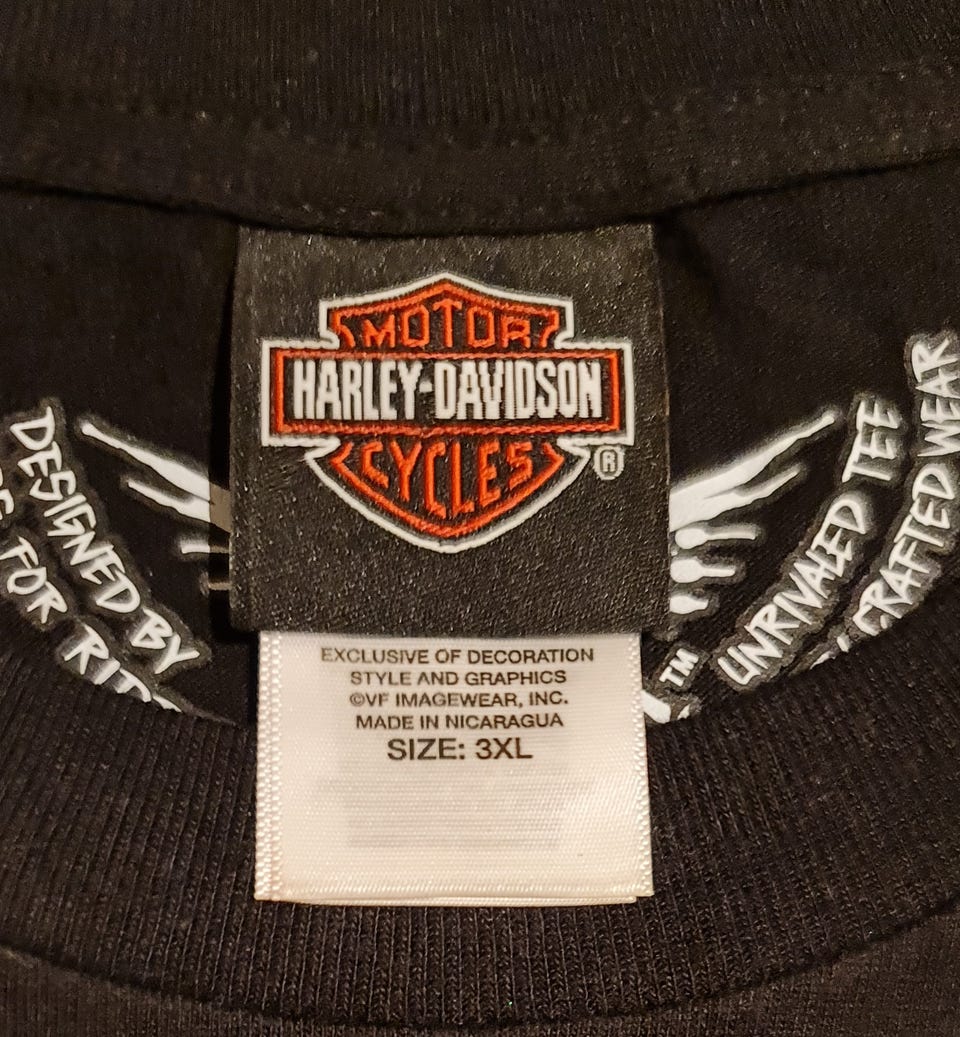 MOTOR
HARLEY-DAVIDSON
CYCLES
®
DESIGNED BY
FOR
UNRIVALED TEE
CRAFTED WEAR
TM
EXCLUSIVE OF DECORATION
STYLE AND GRAPHICS
©VF IMAGEWEAR, INC.
MADE IN NICARAGUA
SIZE: 3XL